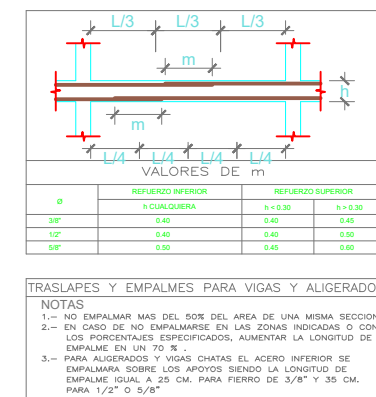 L/3 L/3 L/3
m
h
m
L/4 L/4 L/4 L/4
VALORES DE m
Ø REFUERZO INFERIOR REFUERZO SUPERIOR
h CUALQUIERA h < 0.30 h > 0.30
3/8" 0.40 0.40 0.45
1/2" 0.40 0.40 0.50
5/8" 0.50 0.45 0.60
TRASLAPES Y EMPALMES PARA VIGAS Y ALIGERADO
NOTAS
1.- NO EMPALMAR MAS DEL 50% DEL AREA DE UNA MISMA SECCION
2.- EN CASO DE NO EMPALMARSE EN LAS ZONAS INDICADAS O CON
LOS PORCENTAJES ESPECIFICADOS, AUMENTAR LA LONGITUD DE
EMPALME EN UN 70 % .
3.- PARA ALIGERADOS Y VIGAS CHATAS EL ACERO INFERIOR SE
EMPALMARA SOBRE LOS APOYOS SIENDO LA LONGITUD DE
EMPALME IGUAL A 25 CM. PARA FIERRO DE 3/8" Y 35 CM.
PARA 1/2" O 5/8"